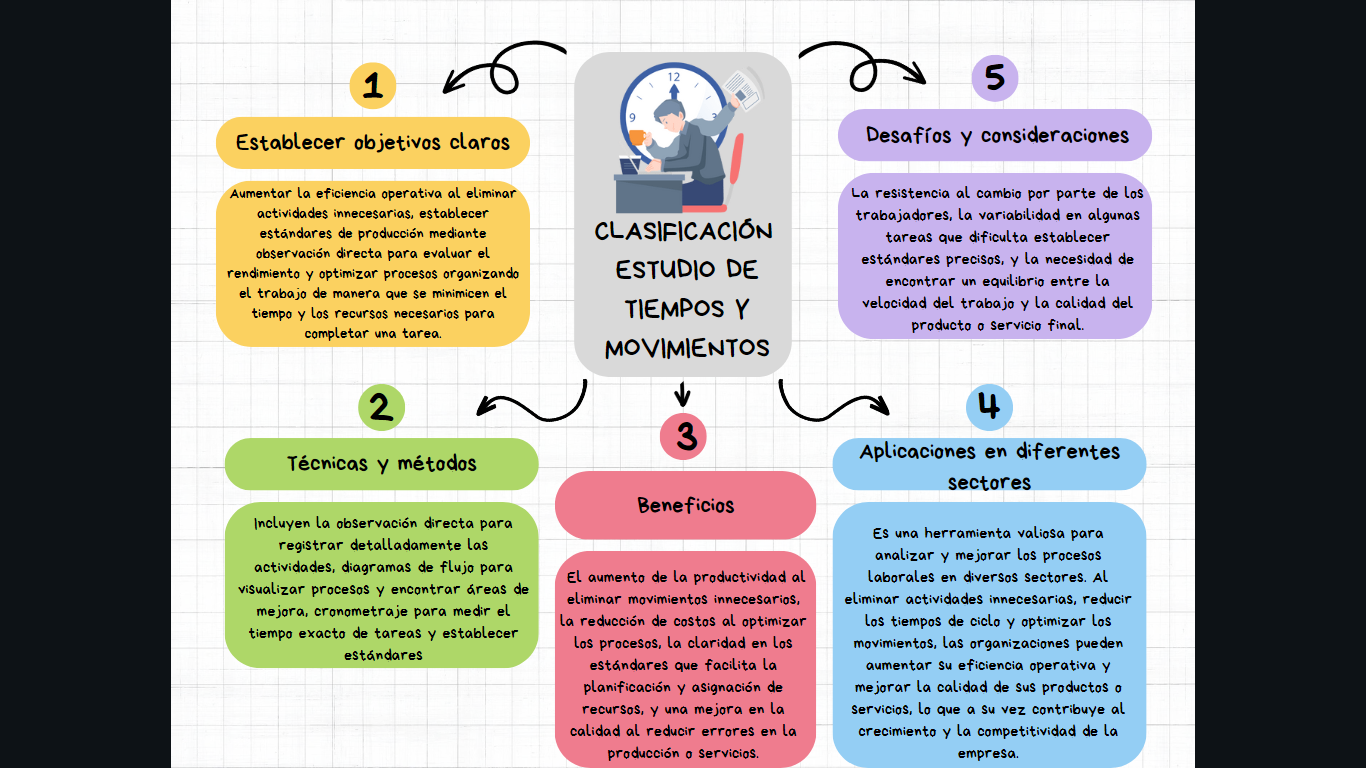 12
9
3
CLASIFICACIÓN
ESTUDIO DE
TIEMPOS Y
MOVIMIENTOS
1
Establecer objetivos claros
Aumentar la eficiencia operativa al eliminar
actividades innecesarias, establecer
estándares de producción mediante
observación directa para evaluar el
rendimiento y optimizar procesos organizando
el trabajo de manera que se minimicen el
tiempo y los recursos necesarios para
completar una tarea.
2
Técnicas y métodos
Incluyen la observación directa para
registrar detalladamente las
actividades, diagramas de flujo para
visualizar procesos y encontrar áreas de
mejora, cronometraje para medir el
tiempo exacto de tareas y establecer
estándares
3
Beneficios
El aumento de la productividad al
eliminar movimientos innecesarios,
la reducción de costos al optimizar
los procesos, la claridad en los
estándares que facilita la
planificación y asignación de
recursos, y una mejora en la
calidad al reducir errores en la
producción o servicios.
4
Aplicaciones en diferentes
sectores
Es una herramienta valiosa para
analizar y mejorar los procesos
laborales en diversos sectores. Al
eliminar actividades innecesarias, reducir
los tiempos de ciclo y optimizar los
movimientos, las organizaciones pueden
aumentar su eficiencia operativa y
mejorar la calidad de sus productos o
servicios, lo que a su vez contribuye al
crecimiento y la competitividad de la
empresa.
5
Desafíos y consideraciones
La resistencia al cambio por parte de los
trabajadores, la variabilidad en algunas
tareas que dificulta establecer
estándares precisos, y la necesidad de
encontrar un equilibrio entre la
velocidad del trabajo y la calidad del
producto o servicio final.